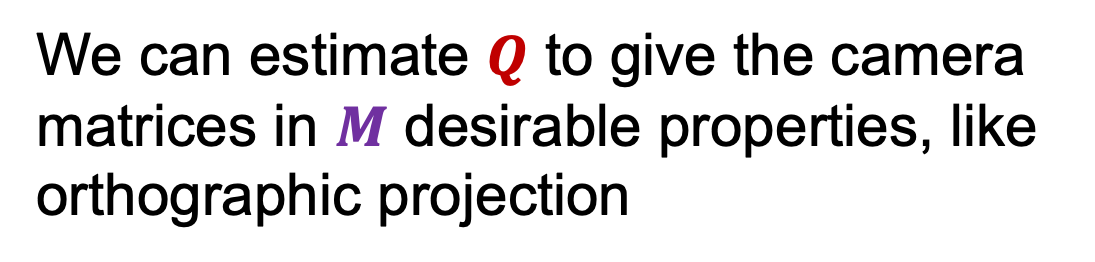 We can estimate Q to give the camera
matrices in M desirable properties, like
orthographic projection